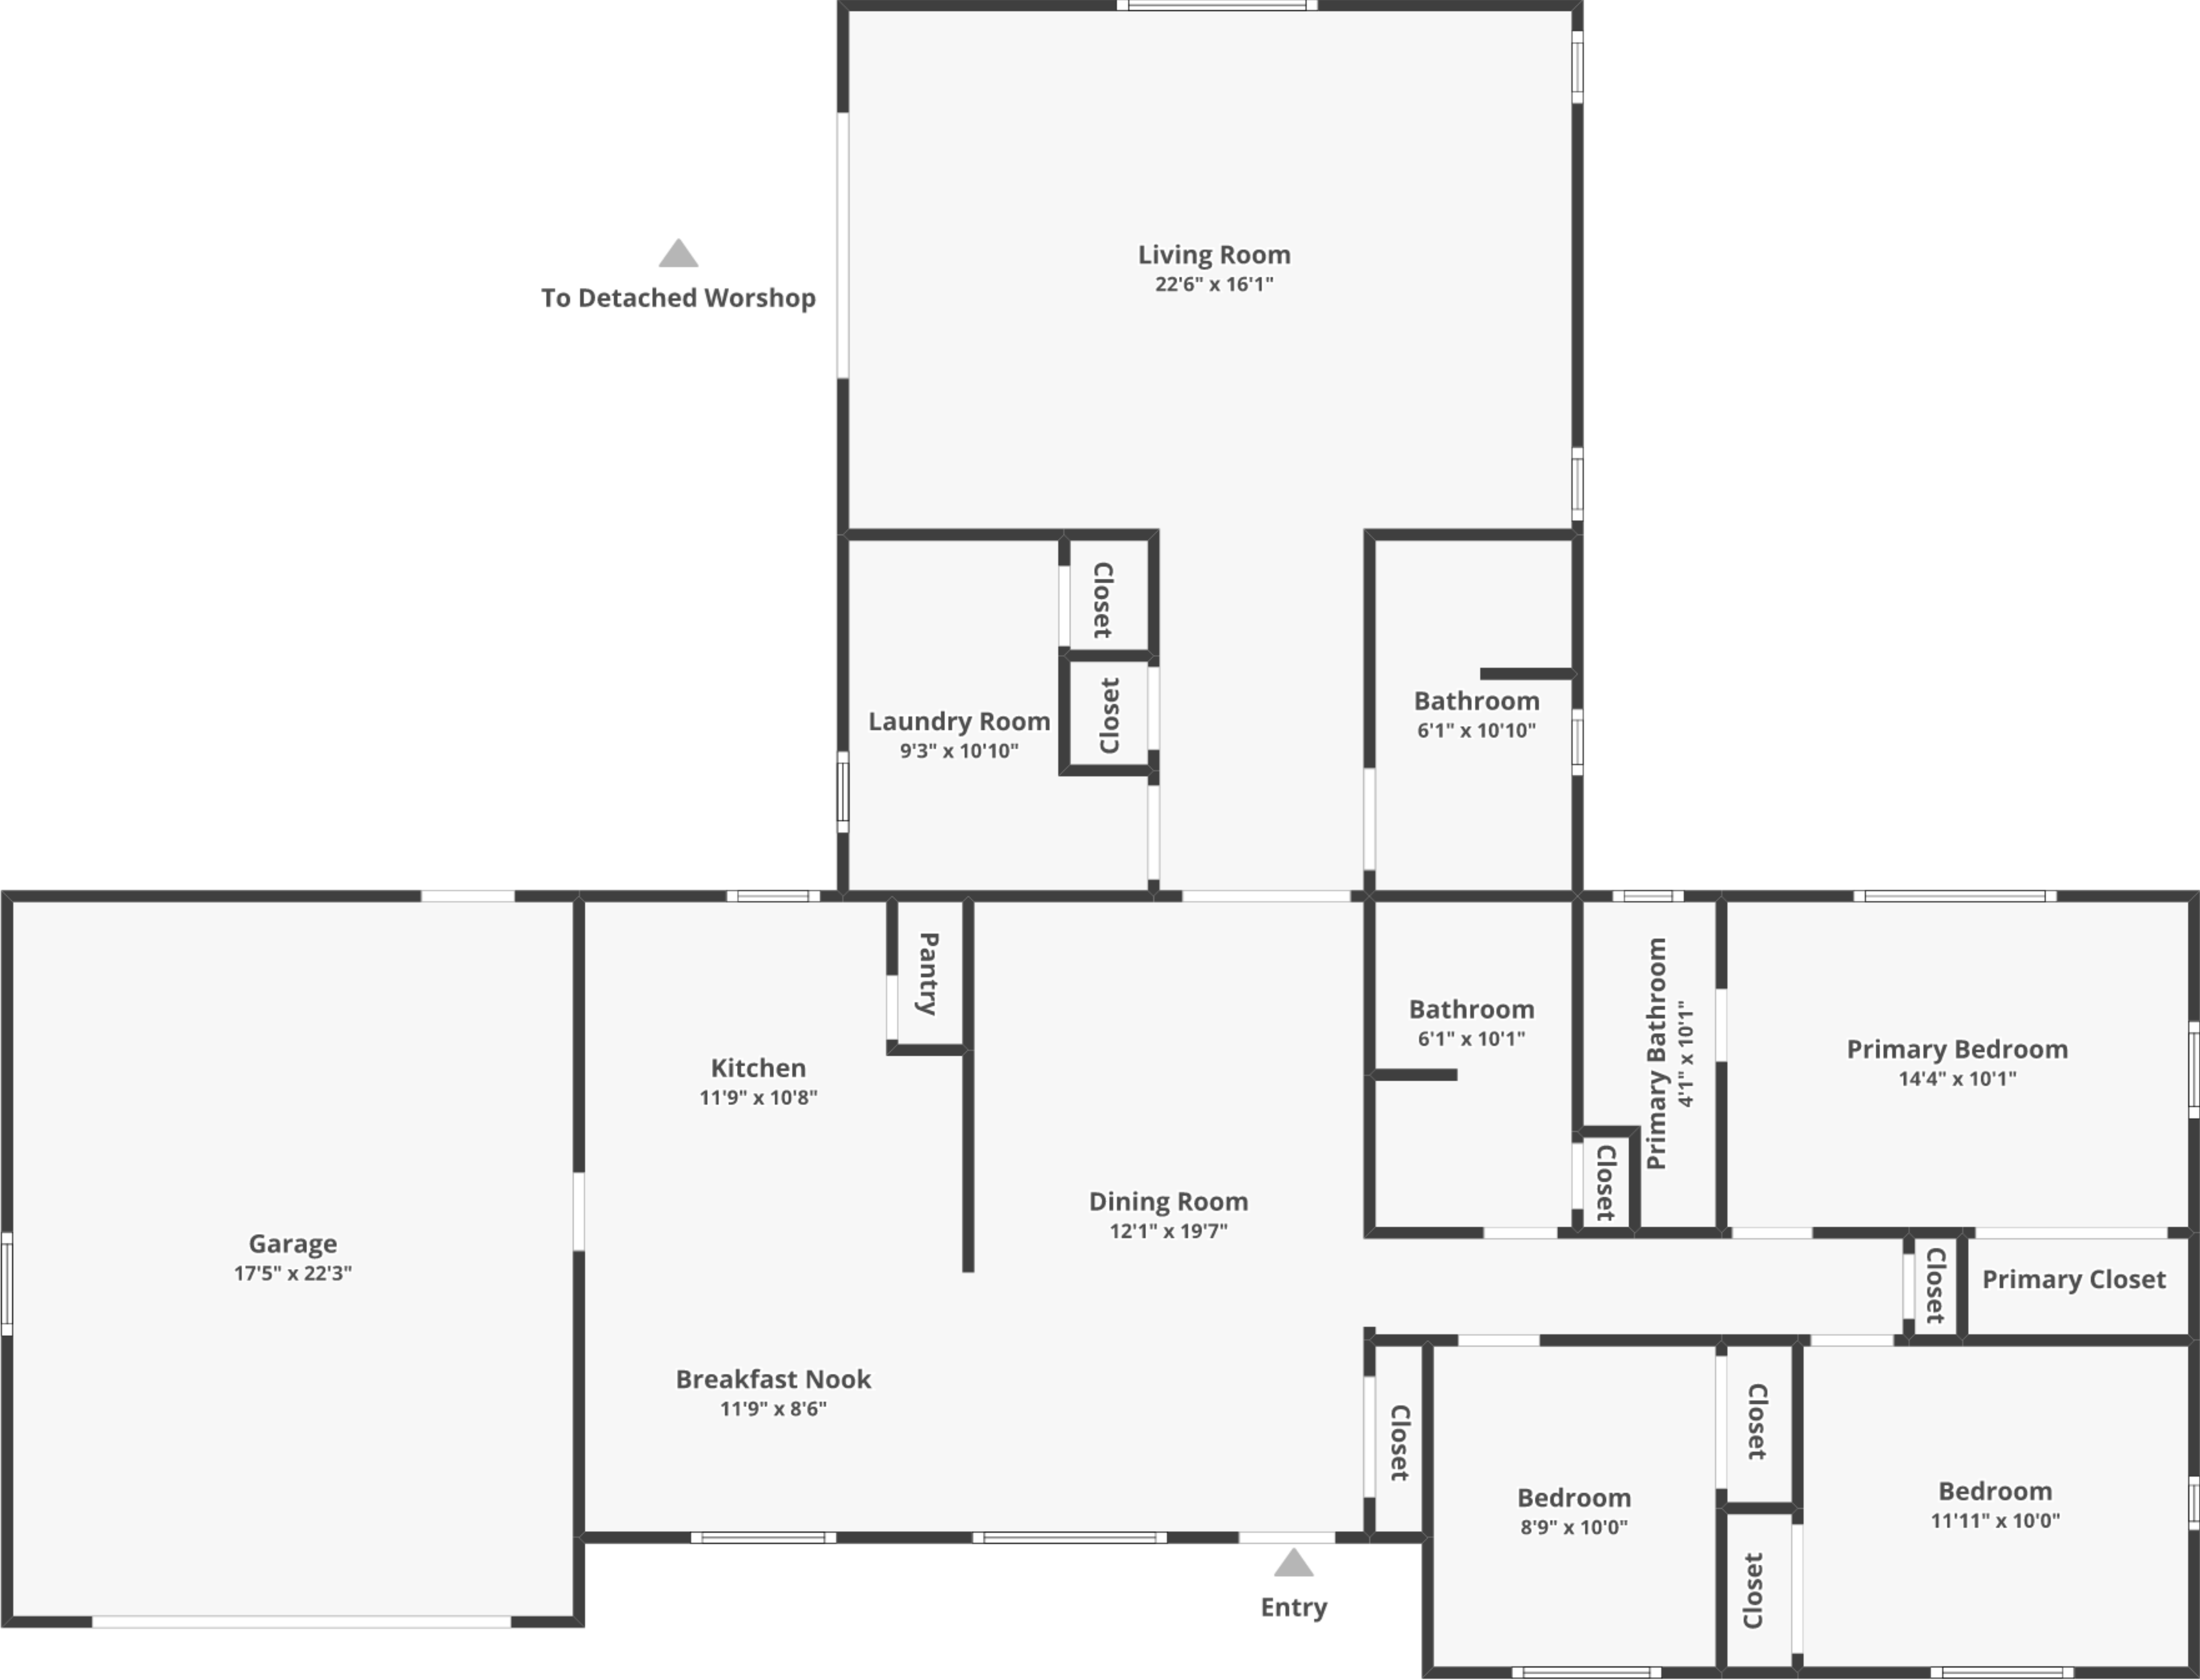 Living Room
22'6" x 16'1"
To Detached Worshop
Closet
Closet
Laundry Room
9'3" x 10'10"
Bathroom
6'1" x 10'10"
Pantry
Kitchen
11'9" x 10'8"
Bathroom
6'1" x 10'1"
Primary Bathroom
4'1" x 10'1"
Primary Bedroom
14'4" x 10'1"
Closet
Dining Room
12'1" x 19'7"
Garage
17'5" x 22'3"
Closet
Primary Closet
Breakfast Nook
11'9" x 8'6"
Closet
Closet
Bedroom
8'9" x 10'0"
Bedroom
11'11" x 10'0"
Closet
Entry